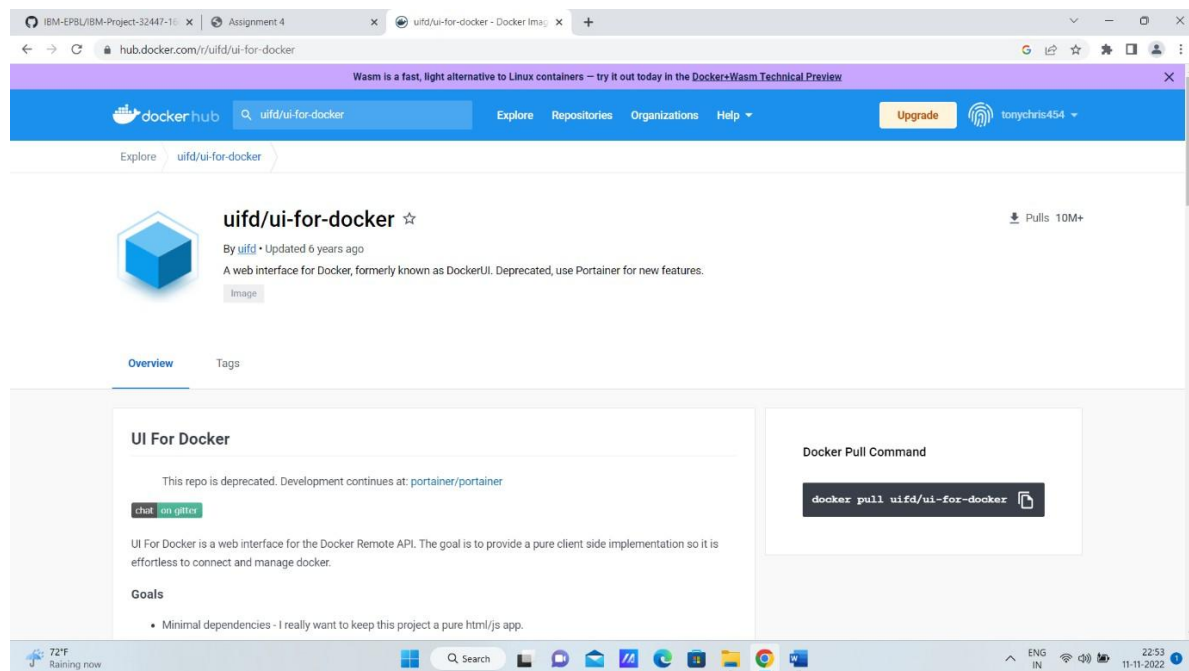 IBM-EPBL/IBM-Project-32447-16
Assignment 4
uifd/ui-for-docker - Docker Imag
hub.docker.com/r/uifd/ui-for-docker
Wasm is a fast, light alternative to Linux containers — try it out today in the Docker+Wasm Technical Preview
dockerhub
uifd/ui-for-docker
Explore
Repositories
Organizations
Help
Upgrade
tonychris454
Explore
uifd/ui-for-docker
uifd/ui-for-docker
Pulls 10M+
By uifd • Updated 6 years ago
A web interface for Docker, formerly known as DockerUI. Deprecated, use Portainer for new features.
Image
Overview
Tags
UI For Docker
This repo is deprecated. Development continues at: portainer/portainer
chat on gitter
UI For Docker is a web interface for the Docker Remote API. The goal is to provide a pure client side implementation so it is
effortless to connect and manage docker.
Goals
• Minimal dependencies - I really want to keep this project a pure html/js app.
Docker Pull Command
docker pull uifd/ui-for-docker
72°F
Raining now
Search
ENG
IN
22:53
11-11-2022
1